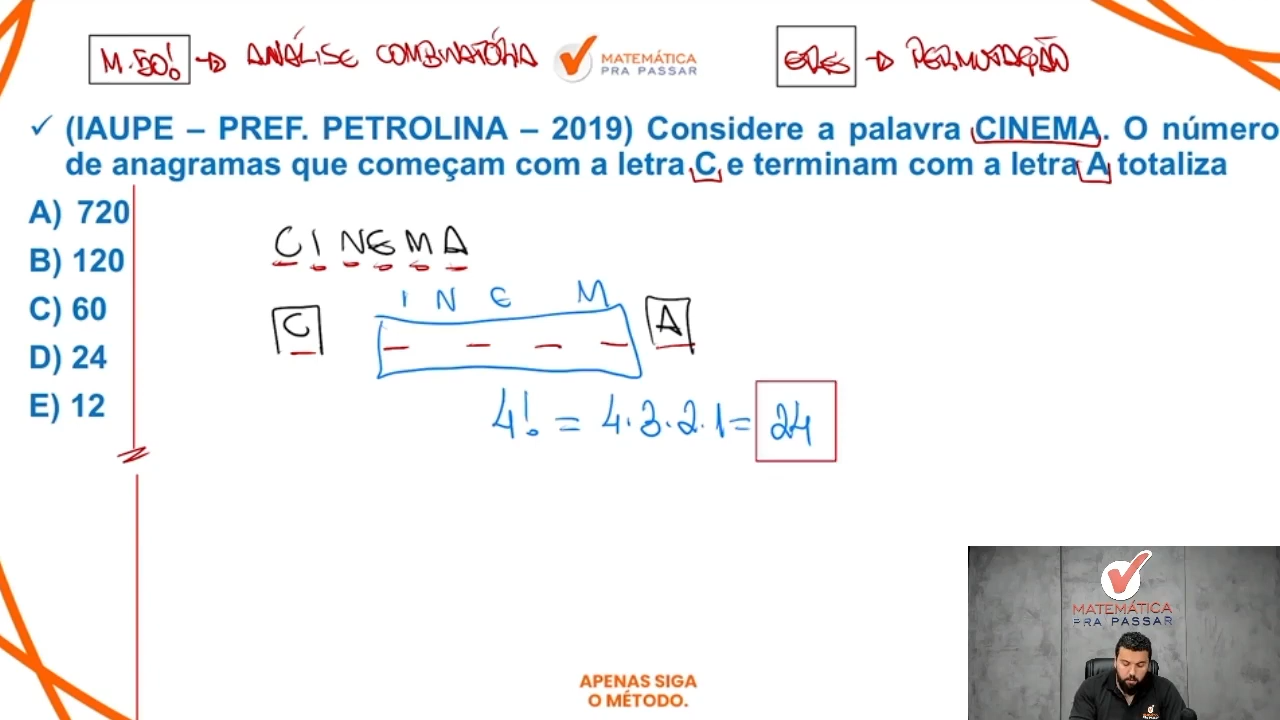 M.50! → ANÁLISE COMBINATÓRIA
MATEMÁTICA
PRA PASSAR
→ PERMUTAÇÃO
✓ (IAUPE – PREF. PETROLINA – 2019) Considere a palavra CINEMA. O número
de anagramas que começam com a letra C e terminam com a letra A totaliza
A) 720
B) 120
C) 60
D) 24
E) 12
CINEMA
I N E M
C A
4! = 4.3.2.1= 24
MATEMÁTICA
PRA PASSAR
APENAS SIGA
O MÉTODO.